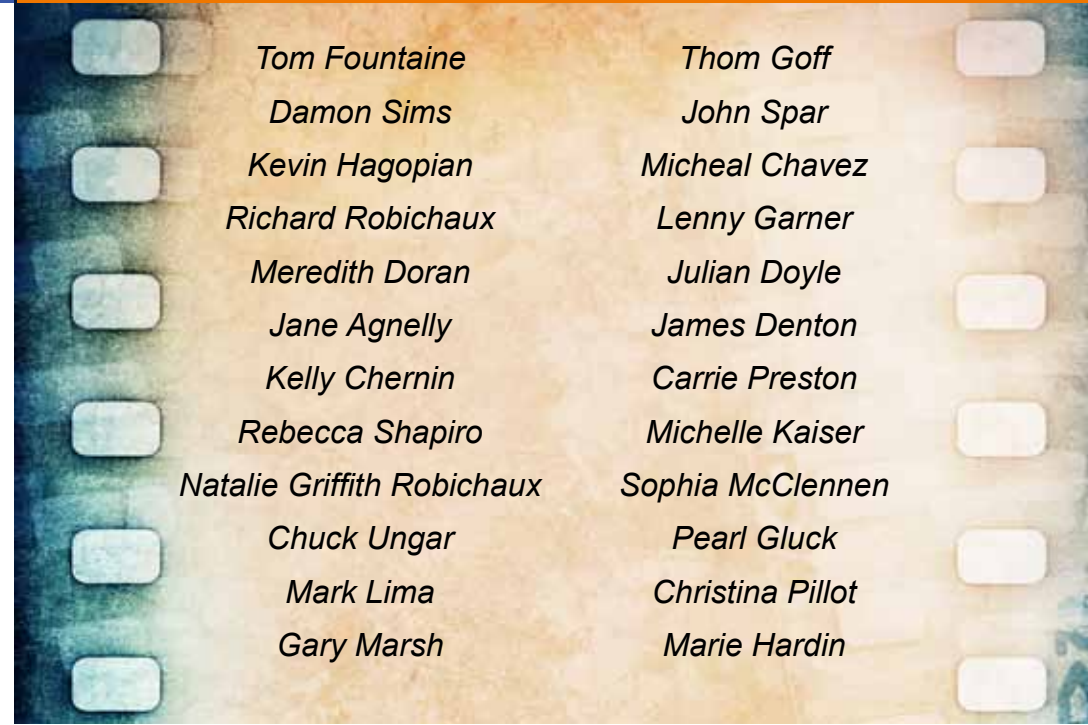 Tom Fountaine
Damon Sims
Kevin Hagopian
Richard Robichaux
Meredith Doran
Jane Agnelly
Kelly Chernin
Rebecca Shapiro
Natalie Griffith Robichaux
Chuck Ungar
Mark Lima
Gary Marsh
Thom Goff
John Spar
Micheal Chavez
Lenny Garner
Julian Doyle
James Denton
Carrie Preston
Michelle Kaiser
Sophia McClennen
Pearl Gluck
Christina Pillot
Marie Hardin